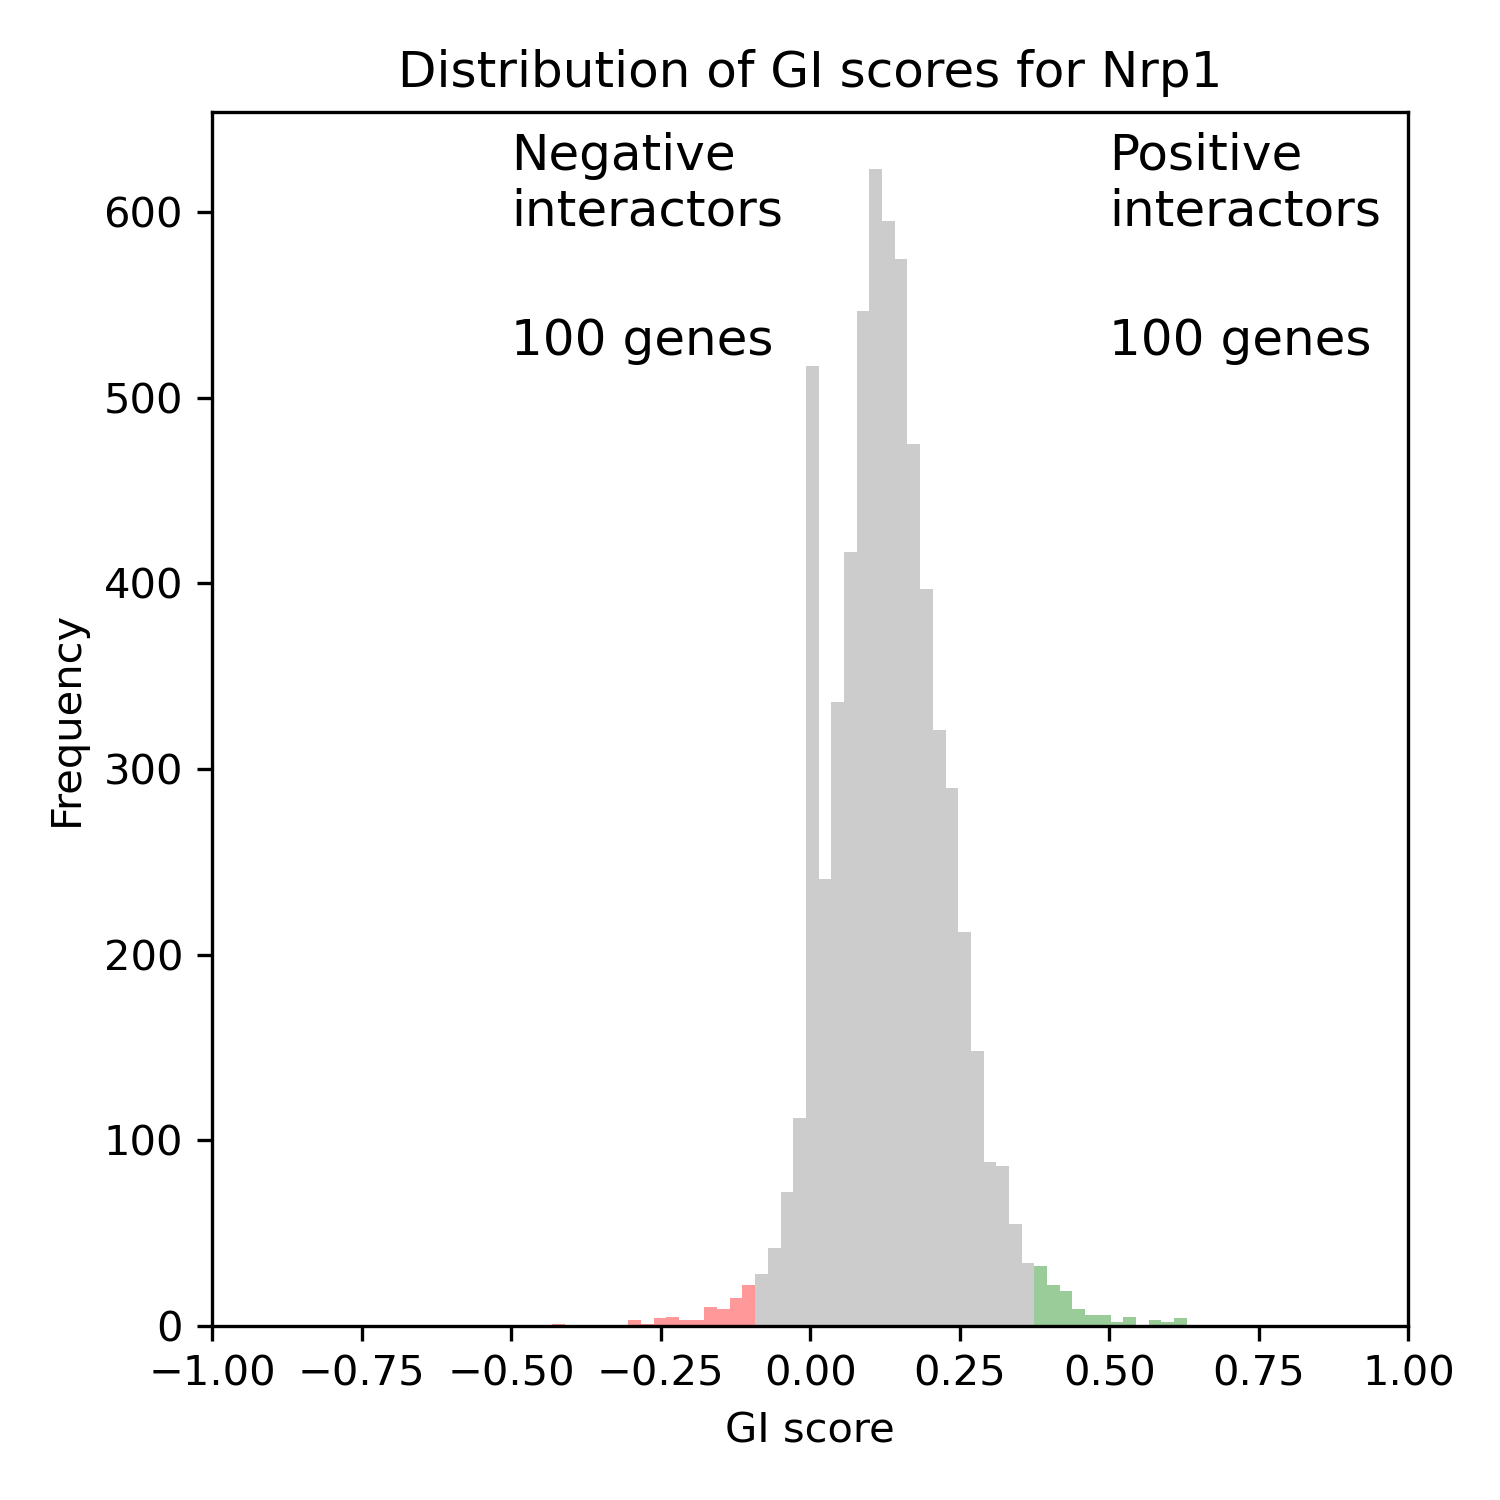 Distribution of GI scores for Nrp1
Negative
interactors
100 genes
Positive
interactors
100 genes
600
500
400
300
200
100
0
Frequency
−1.00 −0.75 −0.50 −0.25 0.00 0.25 0.50 0.75 1.00
GI score